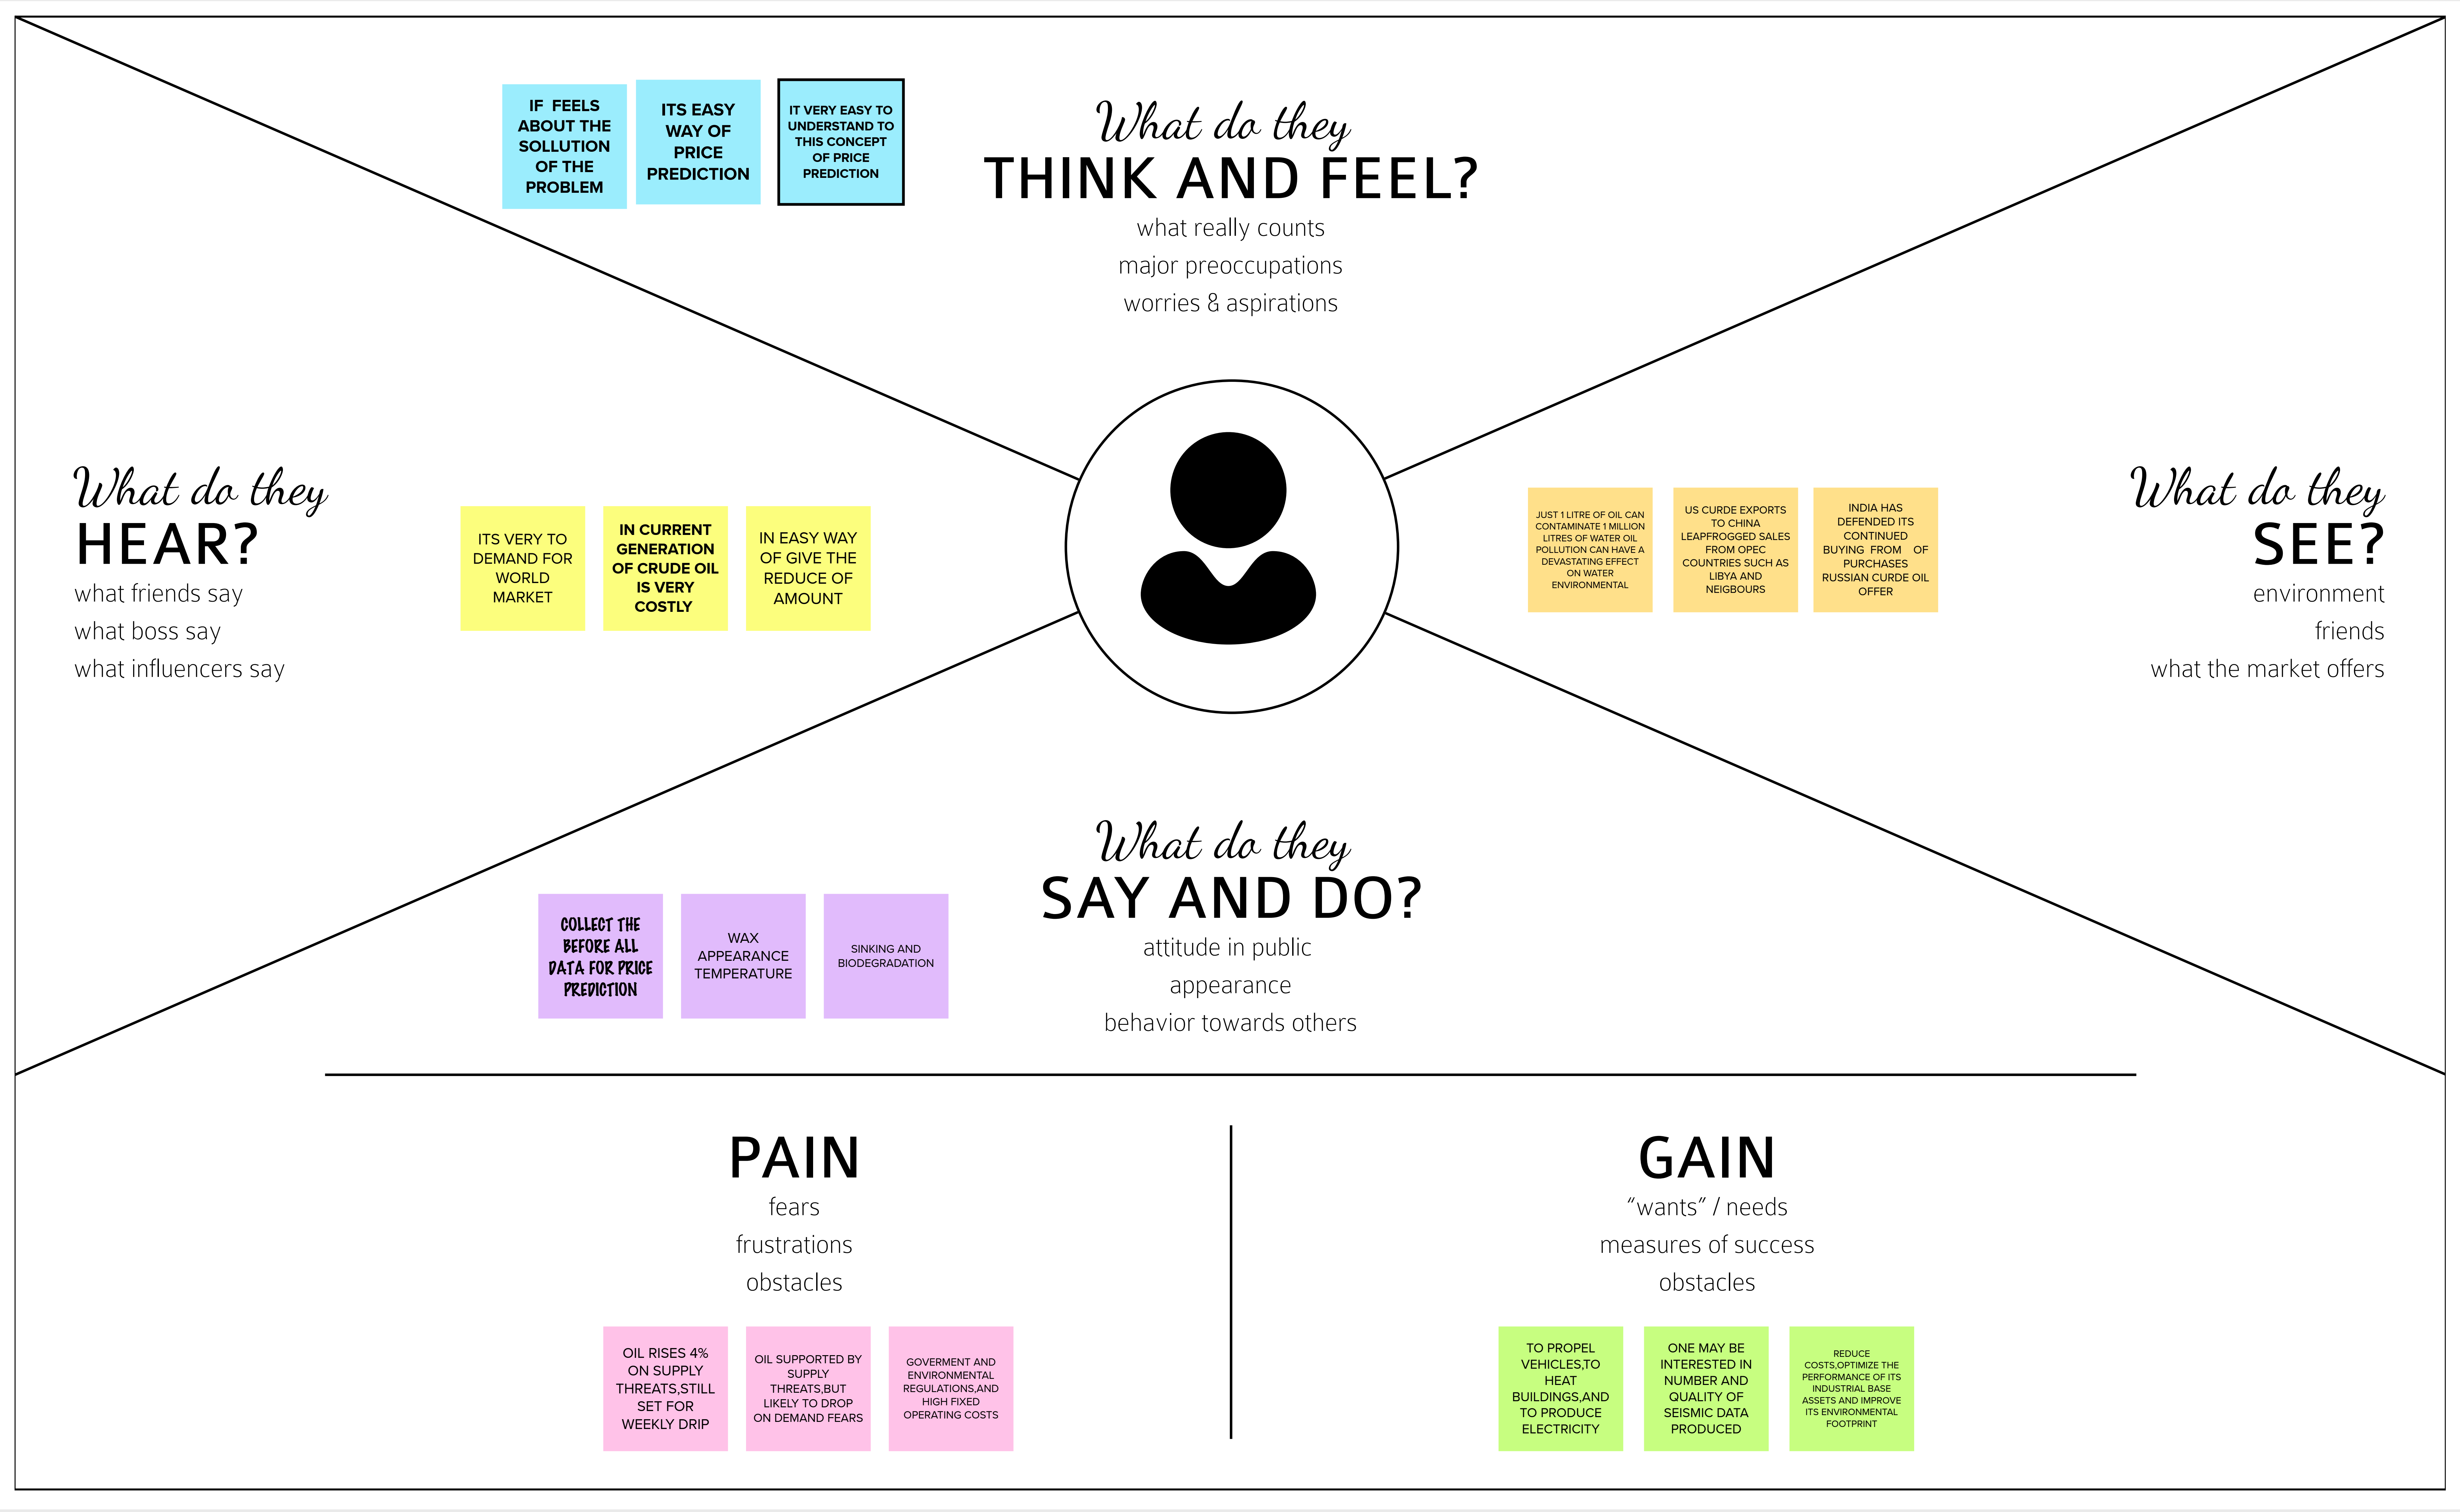 IF FEELS
ABOUT THE
SOLLUTION
OF THE
PROBLEM
ITS EASY
WAY OF
PRICE
PREDICTION
IT VERY EASY TO
UNDERSTAND TO
THIS CONCEPT
OF PRICE
PREDICTION
What do they
THINK AND FEEL?
what really counts
major preoccupations
worries & aspirations
What do they
HEAR?
what friends say
what boss say
what influencers say
ITS VERY TO
DEMAND FOR
WORLD
MARKET
IN CURRENT
GENERATION
OF CRUDE OIL
IS VERY
COSTLY
IN EASY WAY
OF GIVE THE
REDUCE OF
AMOUNT
JUST 1 LITRE OF OIL CAN
CONTAMINATE 1 MILLION
LITRES OF WATER OIL
POLLUTION CAN HAVE A
DEVASTATING EFFECT
ON WATER
ENVIRONMENTAL
US CURDE EXPORTS
TO CHINA
LEAPFROGGED SALES
FROM OPEC
COUNTRIES SUCH AS
LIBYA AND
NEIGBOURS
INDIA HAS
DEFENDED ITS
CONTINUED
BUYING FROM OF
PURCHASES
RUSSIAN CURDE OIL
OFFER
What do they
SEE?
environment
friends
what the market offers
What do they
SAY AND DO?
attitude in public
appearance
behavior towards others
COLLECT THE
BEFORE ALL
DATA FOR PRICE
PREDICTION
WAX
APPEARANCE
TEMPERATURE
SINKING AND
BIODEGRADATION
PAIN
fears
frustrations
obstacles
OIL RISES 4%
ON SUPPLY
THREATS,STILL
SET FOR
WEEKLY DRIP
OIL SUPPORTED BY
SUPPLY
THREATS,BUT
LIKELY TO DROP
ON DEMAND FEARS
GOVERMENT AND
ENVIRONMENTAL
REGULATIONS,AND
HIGH FIXED
OPERATING COSTS
GAIN
“wants” / needs
measures of success
obstacles
TO PROPEL
VEHICLES,TO
HEAT
BUILDINGS,AND
TO PRODUCE
ELECTRICITY
ONE MAY BE
INTERESTED IN
NUMBER AND
QUALITY OF
SEISMIC DATA
PRODUCED
REDUCE
COSTS,OPTIMIZE THE
PERFORMANCE OF ITS
INDUSTRIAL BASE
ASSETS AND IMPROVE
ITS ENVIRONMENTAL
FOOTPRINT